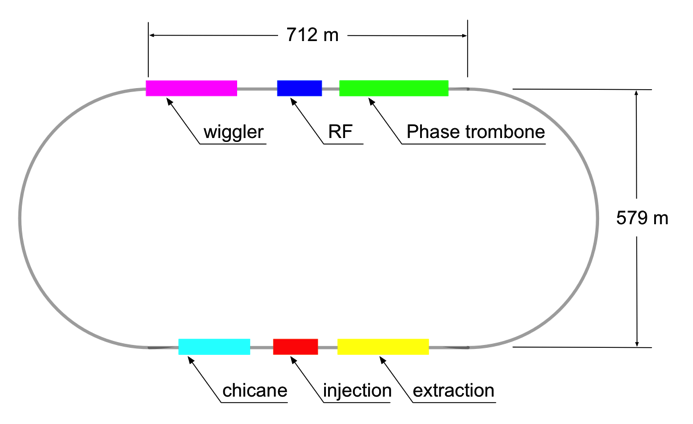 712 m
wiggler
RF
Phase trombone
579 m
chicane
injection
extraction